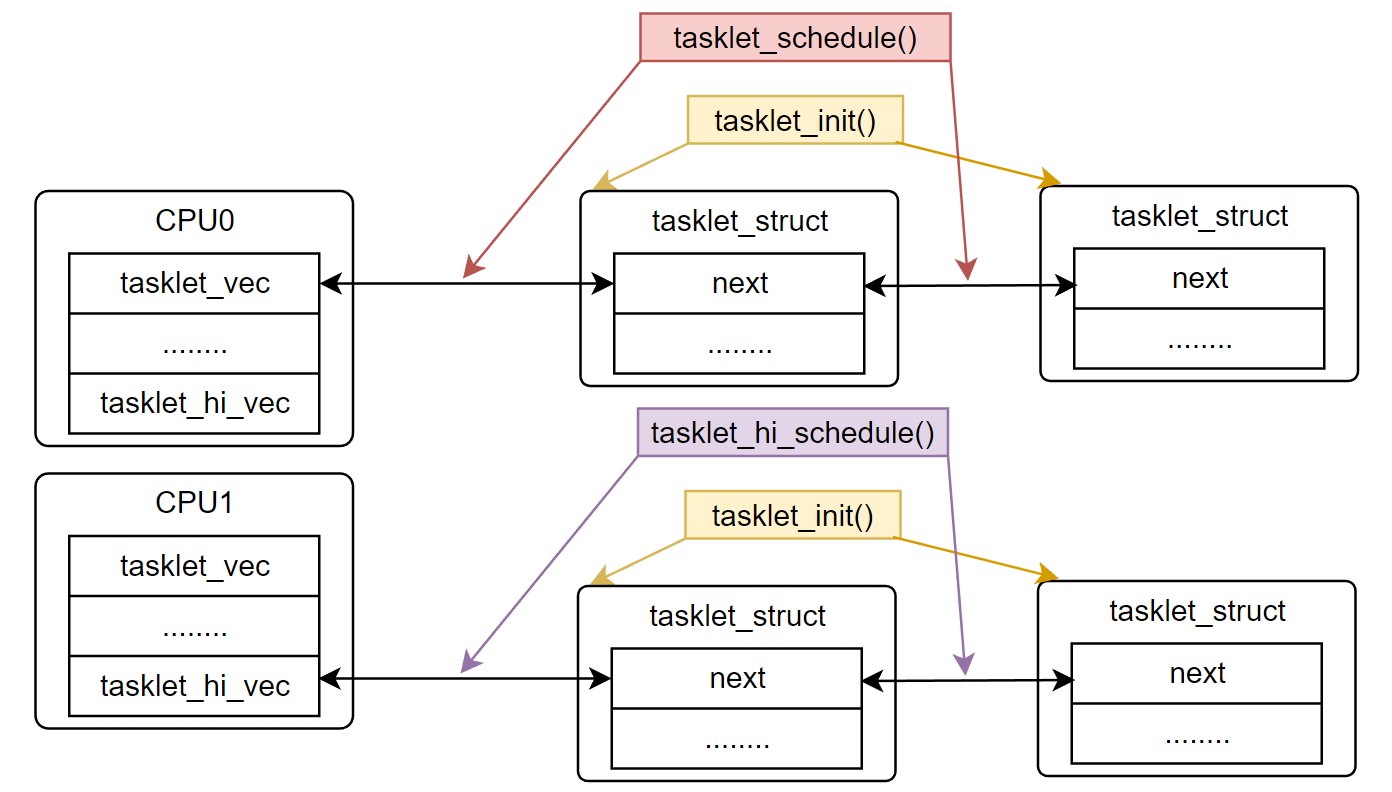 tasklet_schedule()
tasklet_init()
CPU0
tasklet_vec
........
tasklet_hi_vec
tasklet_struct
next
........
tasklet_struct
next
........
tasklet_hi_schedule()
tasklet_init()
CPU1
tasklet_vec
........
tasklet_hi_vec
tasklet_struct
next
........
tasklet_struct
next
........